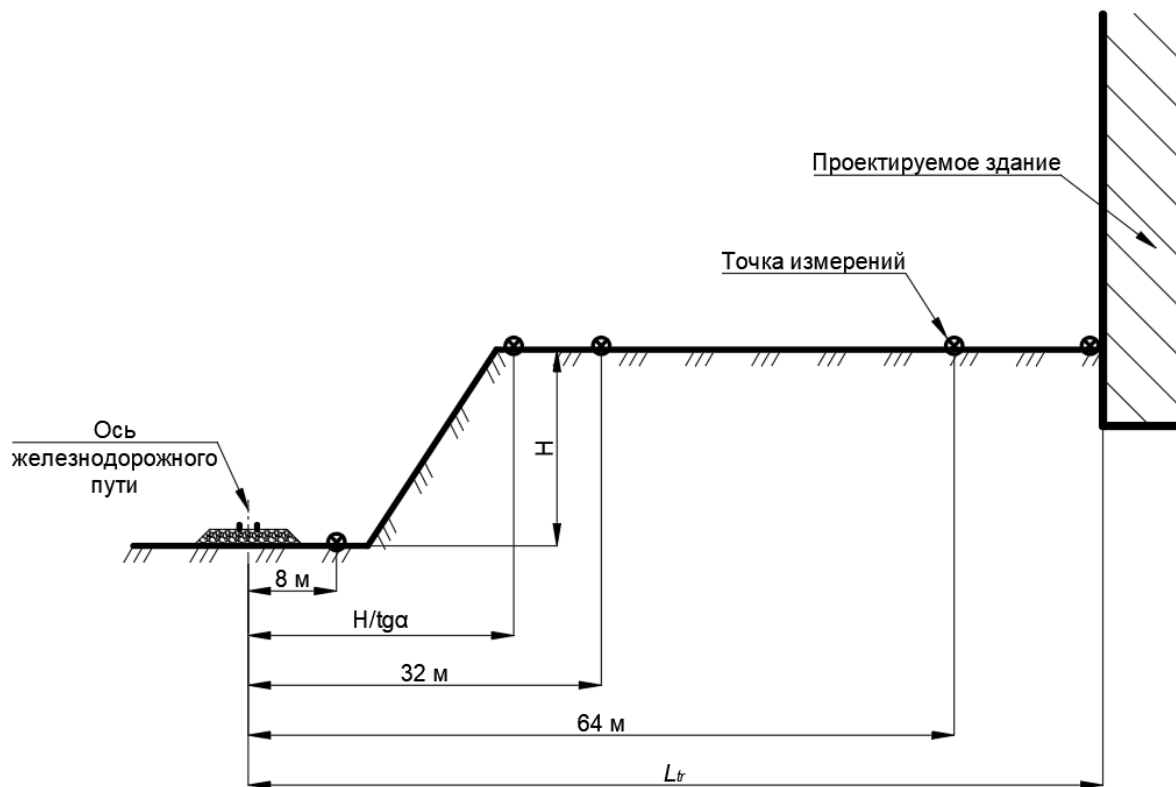 Проектируемое здание
Точка измерений
Ось
железнодорожного
пути
H
8 м
H/tgα
32 м
64 м
Ltr